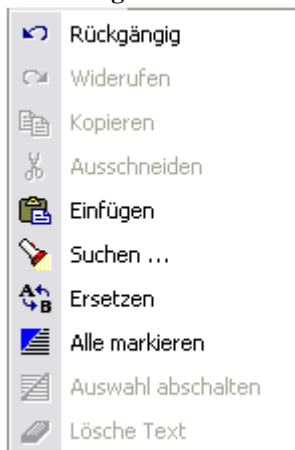 Rückgängig
Widerufen
Kopieren
Ausschneiden
Einfügen
Suchen ...
Ersetzen
Alle markieren
Auswahl abschalten
Lösche Text